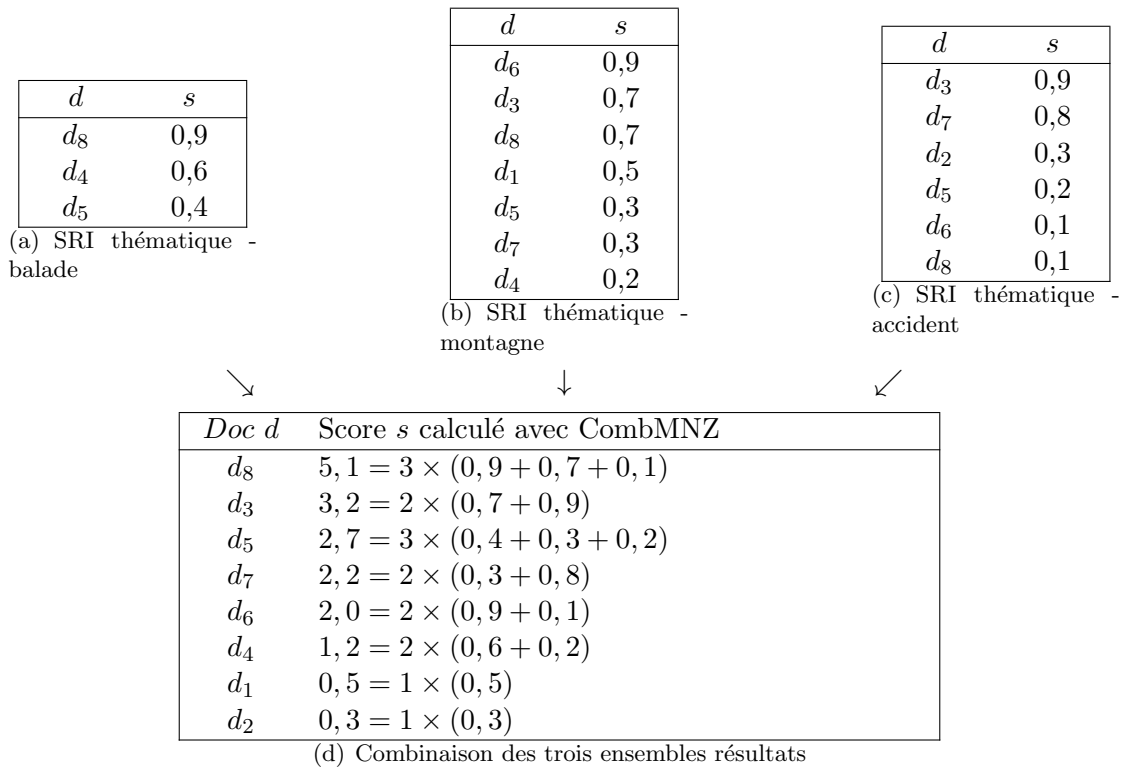 d s
d8 0,9
d4 0,6
d5 0,4
(a) SRI thématique -
balade
d s
d6 0,9
d3 0,7
d8 0,7
d1 0,5
d5 0,3
d7 0,3
d4 0,2
(b) SRI thématique -
montagne
d s
d3 0,9
d7 0,8
d2 0,3
d5 0,2
d6 0,1
d8 0,1
(c) SRI thématique -
accident
↘ ↓ ↙
Doc d Score s calculé avec CombMNZ
d8 5, 1 = 3 × (0, 9 + 0, 7 + 0, 1)
d3 3, 2 = 2 × (0, 7 + 0, 9)
d5 2, 7 = 3 × (0, 4 + 0, 3 + 0, 2)
d7 2, 2 = 2 × (0, 3 + 0, 8)
d6 2, 0 = 2 × (0, 9 + 0, 1)
d4 1, 2 = 2 × (0, 6 + 0, 2)
d1 0, 5 = 1 × (0, 5)
d2 0, 3 = 1 × (0, 3)
(d) Combinaison des trois ensembles résultats